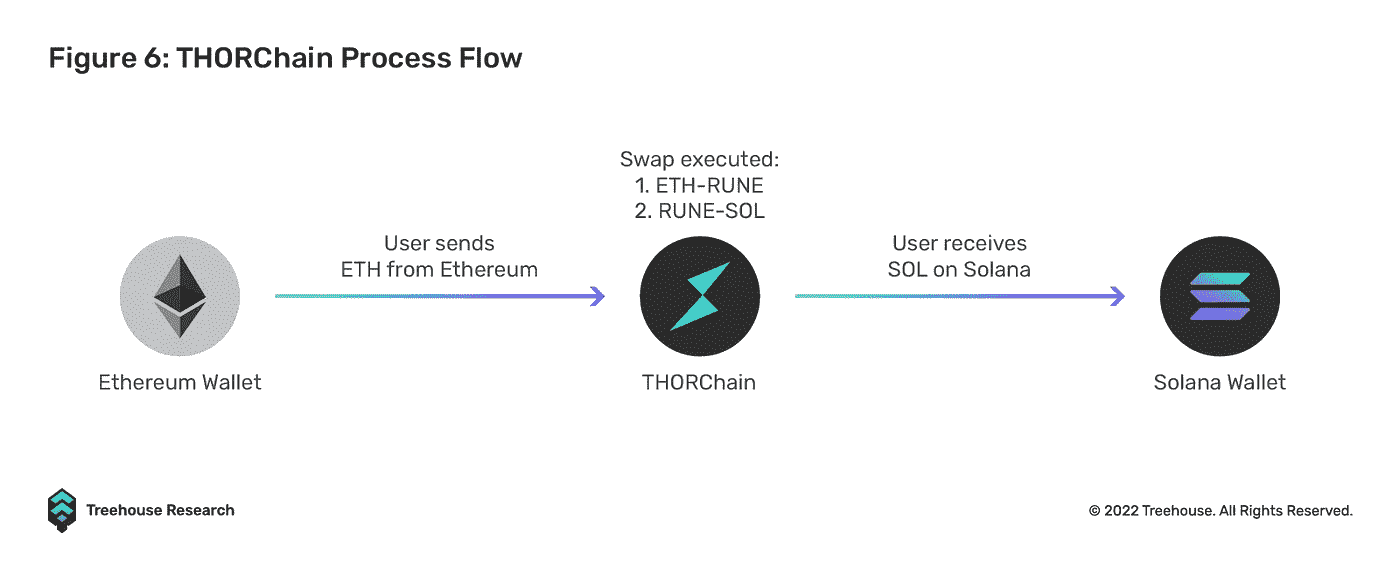 Figure 6: THORChain Process Flow
Swap executed:
1. ETH-RUNE
2. RUNE-SOL
User sends
ETH from Ethereum
User receives
SOL on Solana
Ethereum Wallet
THORChain
Solana Wallet
Treehouse Research
© 2022 Treehouse. All Rights Reserved.